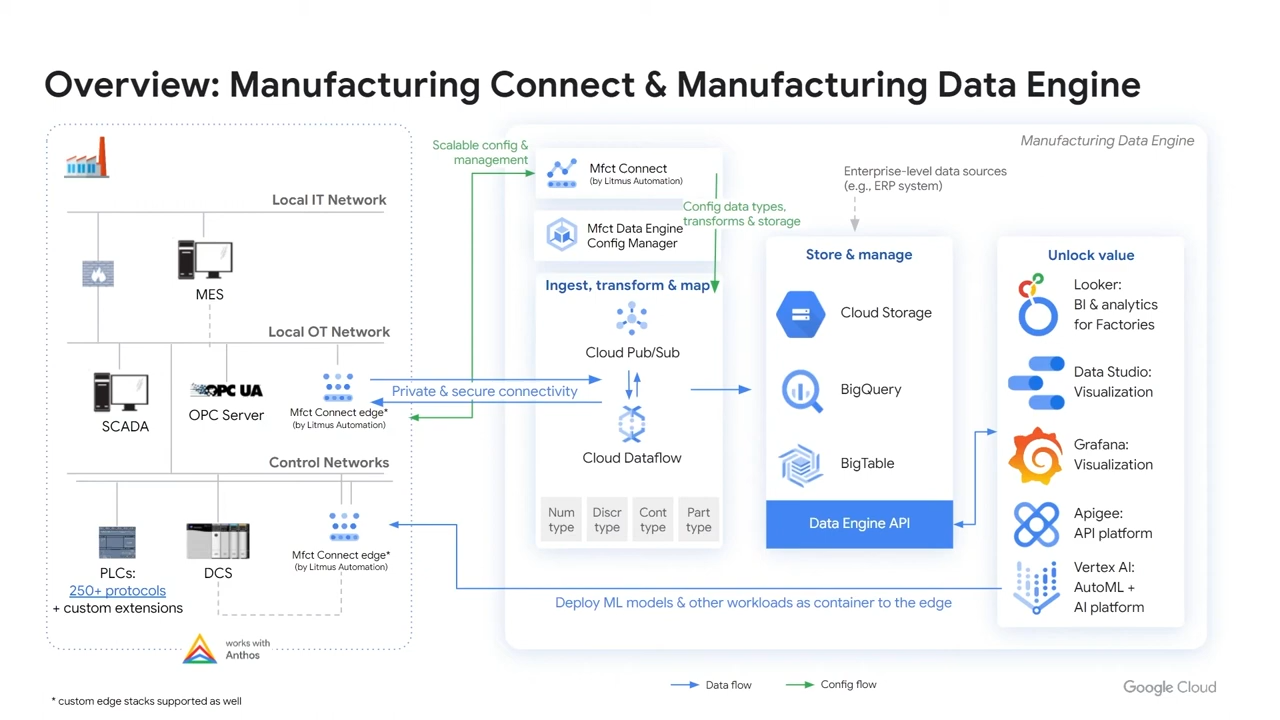 Overview: Manufacturing Connect & Manufacturing Data Engine
Local IT Network
MES
Local OT Network
SCADA
OPC UA
OPC Server
Mfct Connect edge*
(by Litmus Automation)
Control Networks
PLCs:
250+ protocols
+ custom extensions
DCS
Mfct Connect edge*
(by Litmus Automation)
works with
Anthos
* custom edge stacks supported as well
Scalable config &
management
Private & secure connectivity
Manufacturing Data Engine
Mfct Connect
(by Litmus Automation)
Mfct Data Engine
Config Manager
Config data types,
transforms & storage
Ingest, transform & map
Cloud Pub/Sub
Cloud Dataflow
Num
type
Discr
type
Cont
type
Part
type
Enterprise-level data sources
(e.g., ERP system)
Store & manage
Cloud Storage
BigQuery
BigTable
Data Engine API
Unlock value
Looker:
BI & analytics
for Factories
Data Studio:
Visualization
Grafana:
Visualization
Apigee:
API platform
Vertex AI:
AutoML +
AI platform
Deploy ML models & other workloads as container to the edge
Data flow
Config flow
Google Cloud